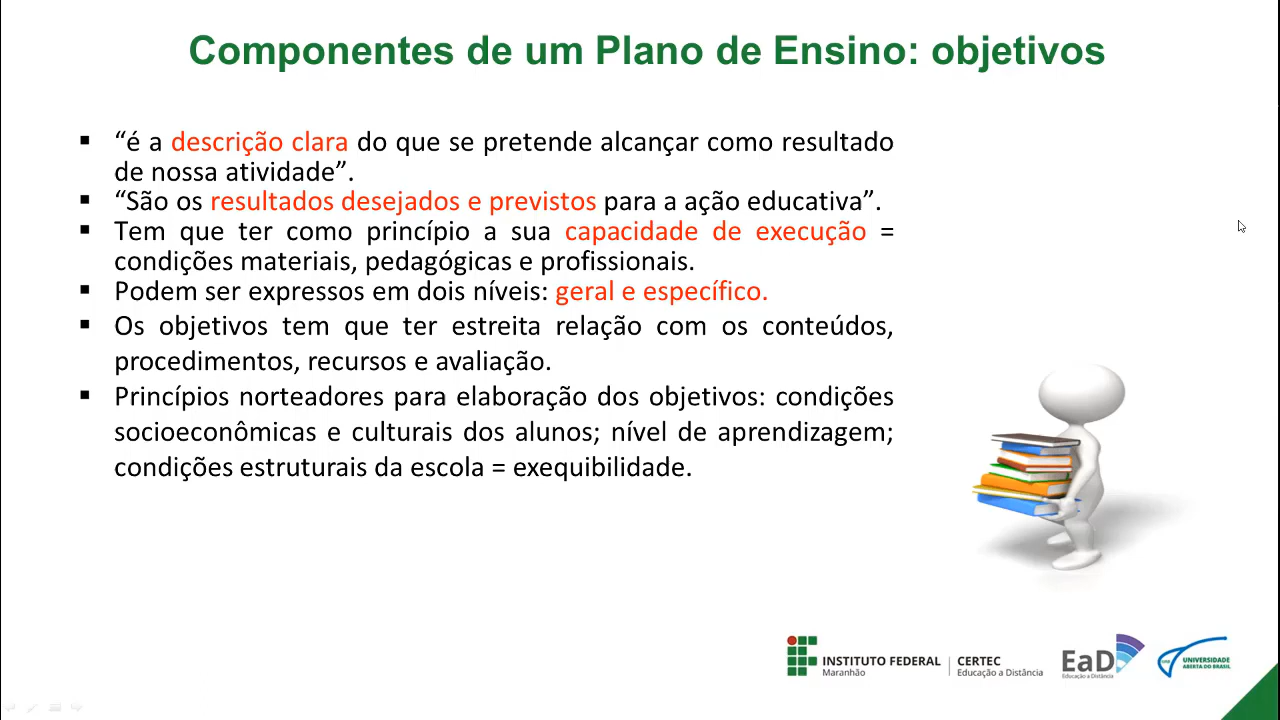 Componentes de um Plano de Ensino: objetivos
▪ “é a descrição clara do que se pretende alcançar como resultado
de nossa atividade”.
▪ “São os resultados desejados e previstos para a ação educativa”.
▪ Tem que ter como princípio a sua capacidade de execução =
condições materiais, pedagógicas e profissionais.
▪ Podem ser expressos em dois níveis: geral e específico.
▪ Os objetivos tem que ter estreita relação com os conteúdos,
procedimentos, recursos e avaliação.
▪ Princípios norteadores para elaboração dos objetivos: condições
socioeconômicas e culturais dos alunos; nível de aprendizagem;
condições estruturais da escola = exequibilidade.
INSTITUTO FEDERAL
Maranhão
CERTEC
Educação a Distância
EaD
Educação a Distância
UNIVERSIDADE
ABERTA DO BRASIL